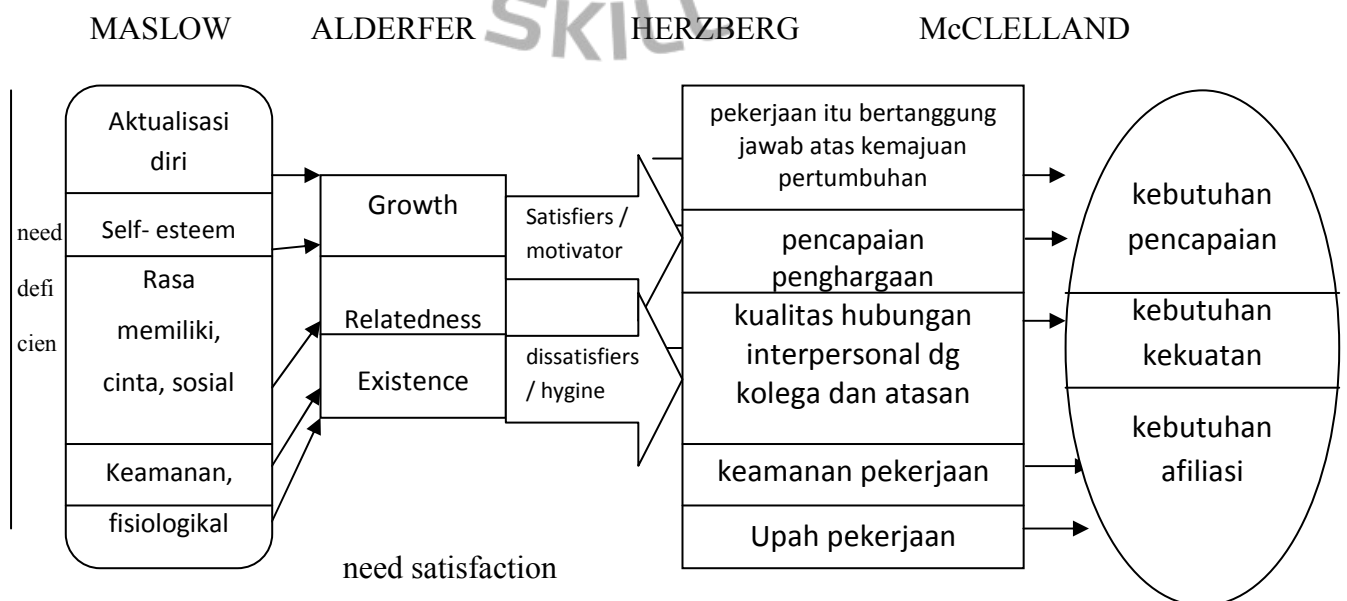 MASLOW ALDERFER HERZBERG McCLELLAND
SKILL
need
defi
cien
Aktualisasi
diri
Self- esteem
Rasa
memiliki,
cinta, sosial
Keamanan,
fisiologikal
Growth
Relatedness
Existence
Satisfiers /
motivator
dissatisfiers
/ hygine
pekerjaan itu bertanggung
jawab atas kemajuan
pertumbuhan
pencapaian
penghargaan
kualitas hubungan
interpersonal dg
kolega dan atasan
keamanan pekerjaan
Upah pekerjaan
kebutuhan
pencapaian
kebutuhan
kekuatan
kebutuhan
afiliasi
need satisfaction